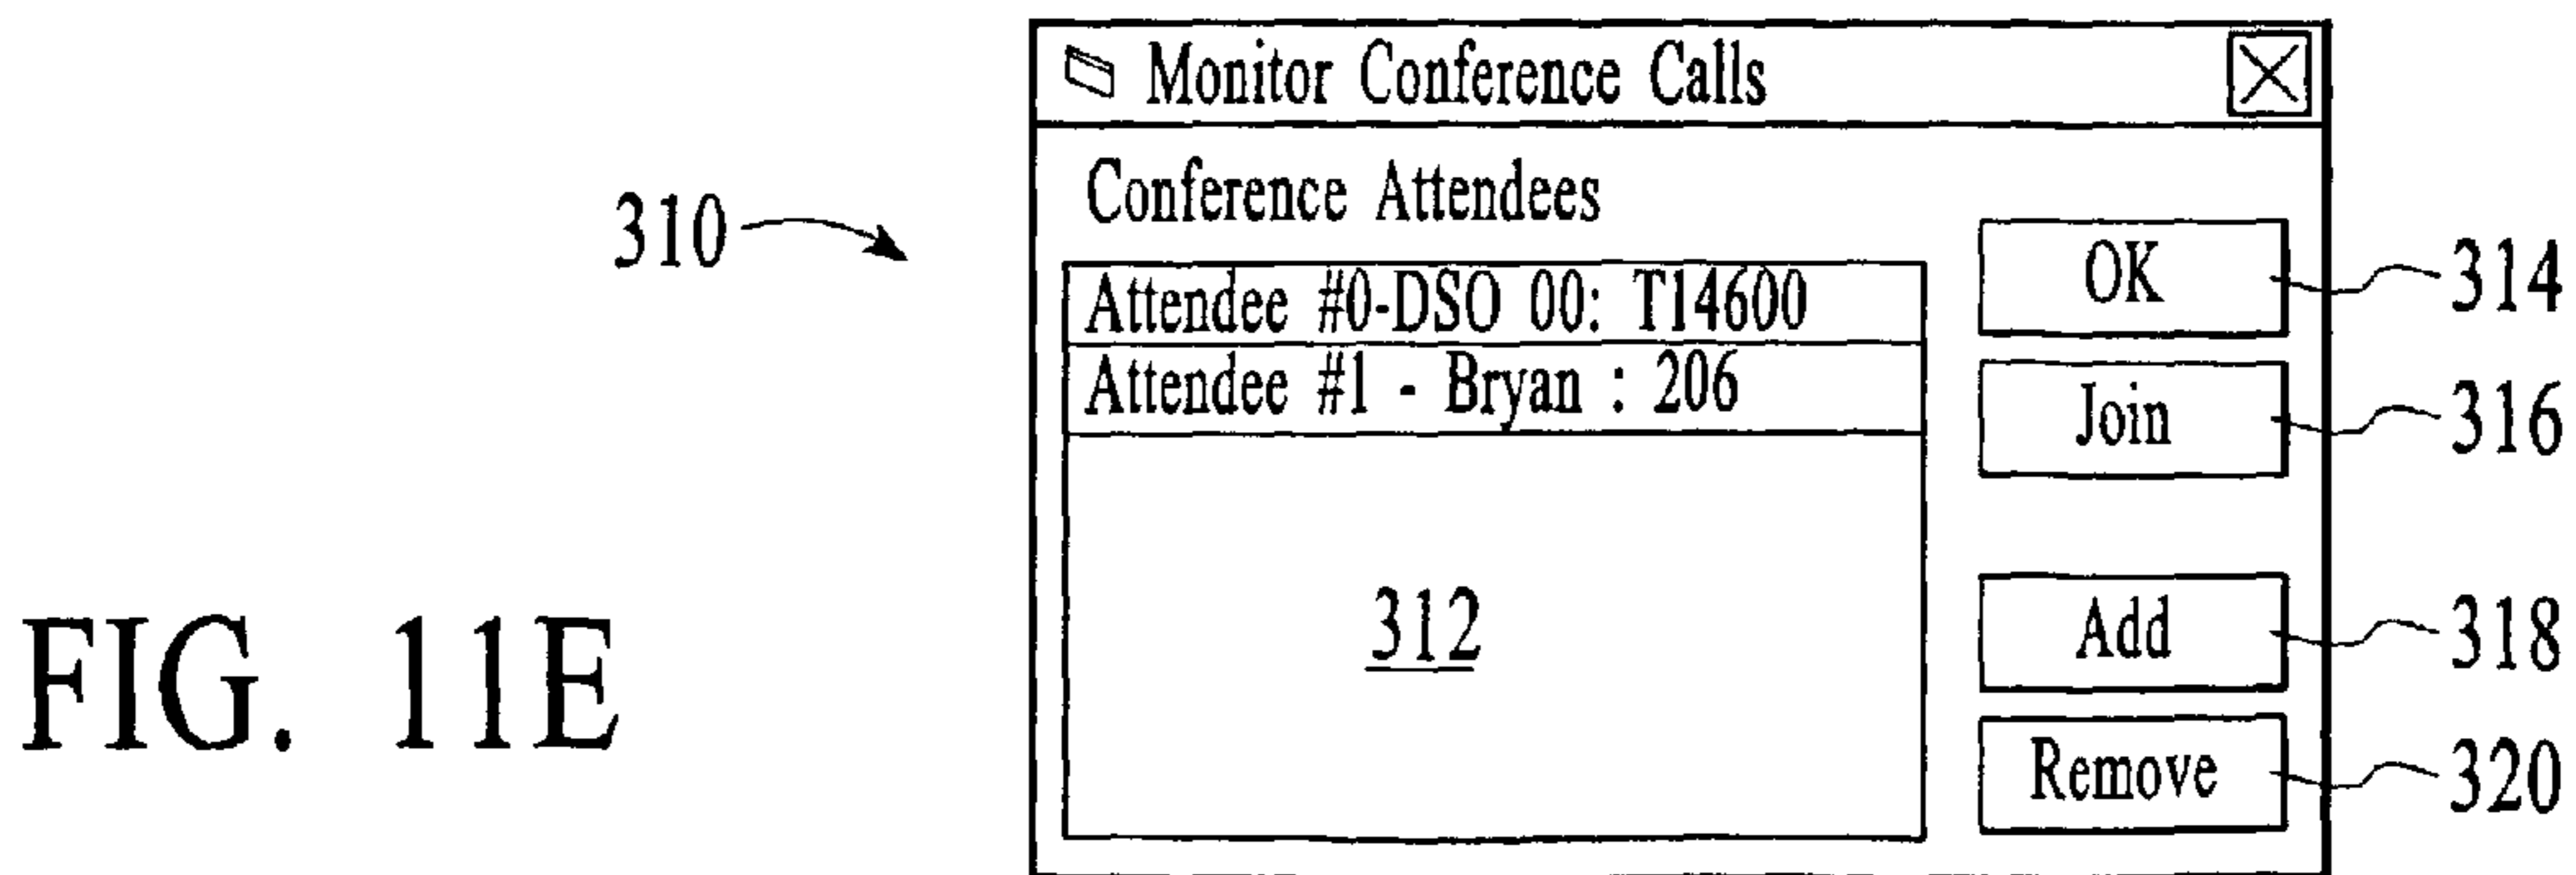 Monitor Conference Calls
Conference Attendees
310
Attendee #0-DSO 00: T14600
Attendee #1 - Bryan : 206
312
OK
314
Join
316
Add
318
Remove
320
FIG. 11E